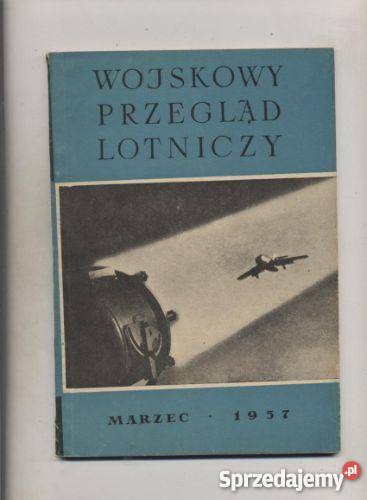 WOJSKOWY
PRZEGLĄD
LOTNICZY
MARZEC · 1957
Sprzedajemy.pl